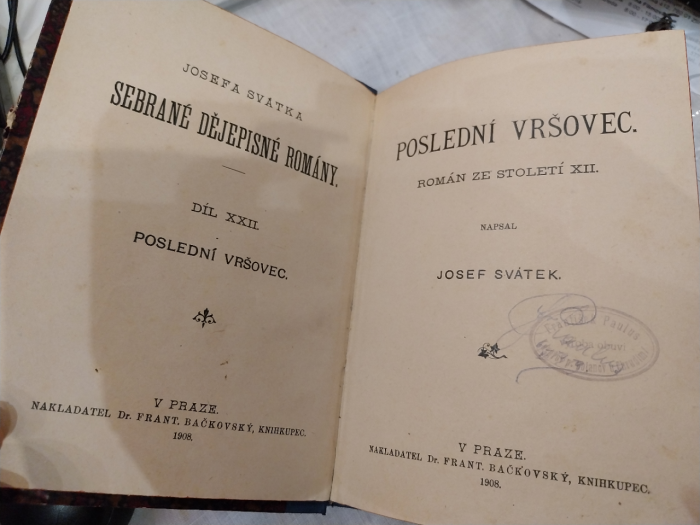 JOSEFA SVÁTKA
SEBRANÉ DĚJEPISNÉ ROMÁNY.
DÍL XXII.
POSLEDNÍ VRŠOVEC.
V PRAZE.
NAKLADATEL Dr. FRANT. BAČKOVSKÝ, KNIHKUPEC.
1908.
POSLEDNÍ VRŠOVEC.
ROMÁN ZE STOLETÍ XII.
NAPSAL
JOSEF SVÁTEK.
V PRAZE.
NAKLADATEL Dr. FRANT. BAČKOVSKÝ, KNIHKUPEC.
1908.